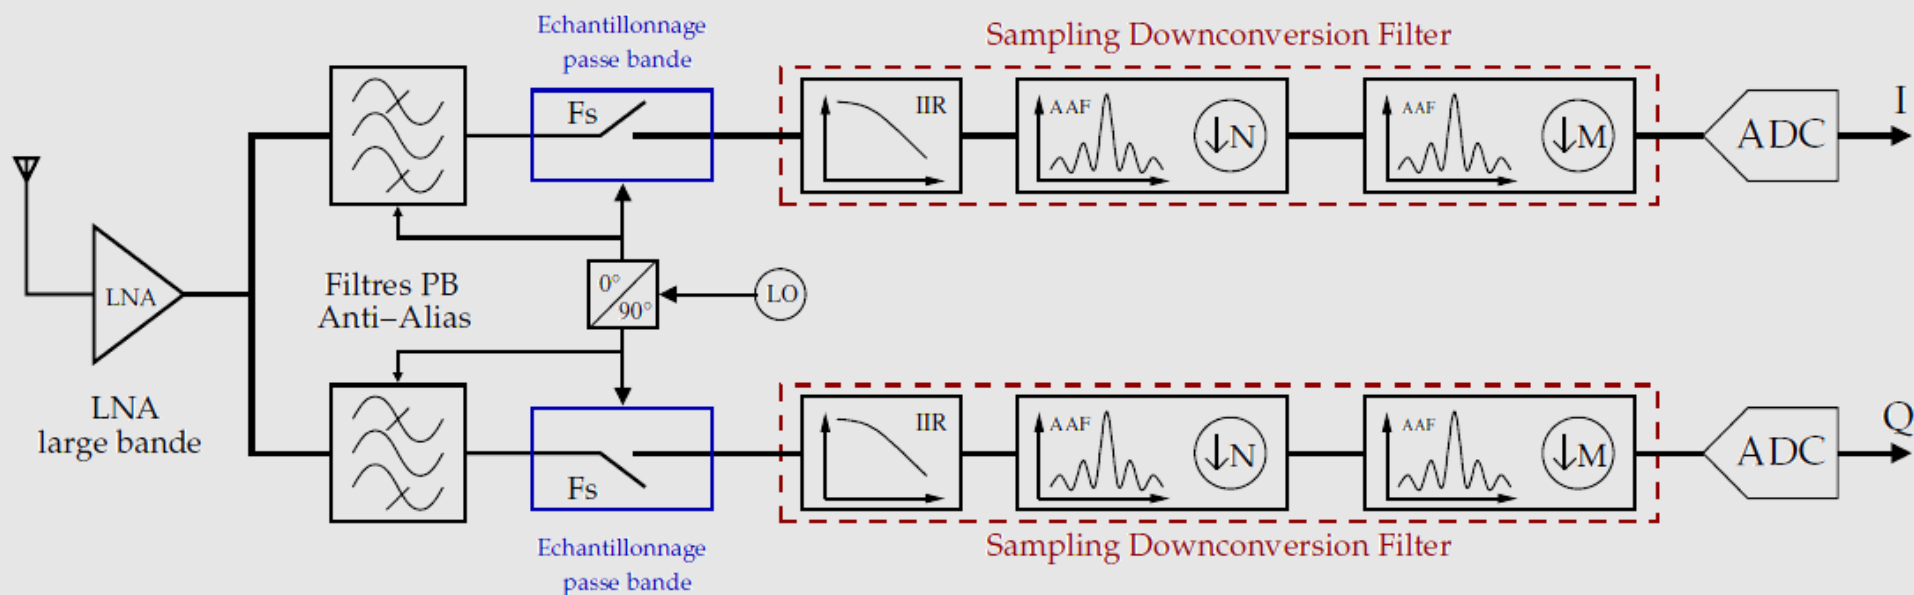 Echantillonnage
passe bande
Sampling Downconversion Filter
Fs
IIR
AAF
↓N
AAF
↓M
ADC
I
LNA
Filtres PB
Anti–Alias
0°
90°
LO
LNA
large bande
Fs
IIR
AAF
↓N
AAF
↓M
ADC
Q
Echantillonnage
passe bande
Sampling Downconversion Filter